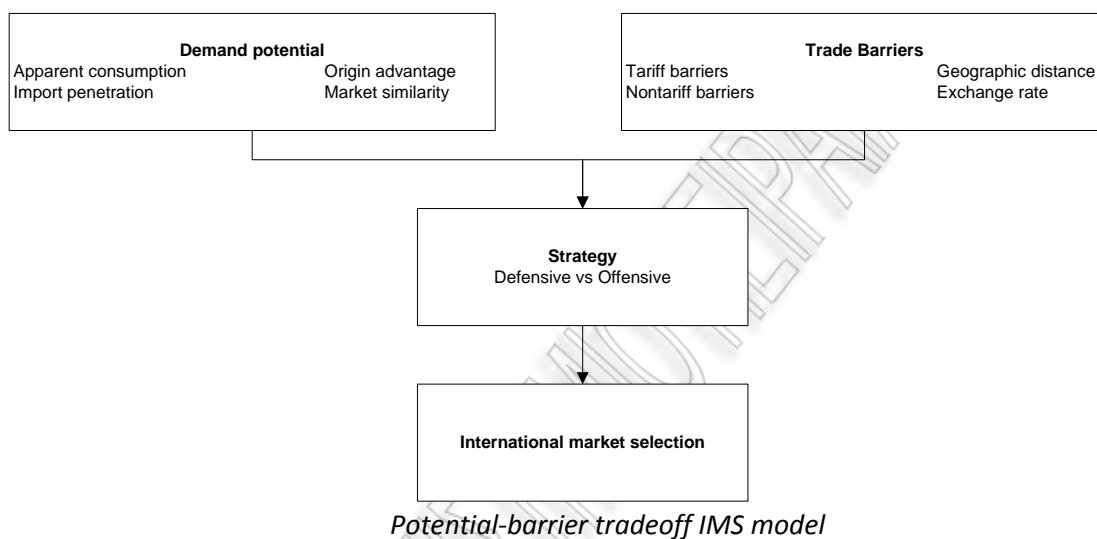 Demand potential
Apparent consumption Origin advantage
Import penetration Market similarity
Trade Barriers
Tariff barriers Geographic distance
Nontariff barriers Exchange rate
Strategy
Defensive vs Offensive
International market selection
Potential-barrier tradeoff IMS model